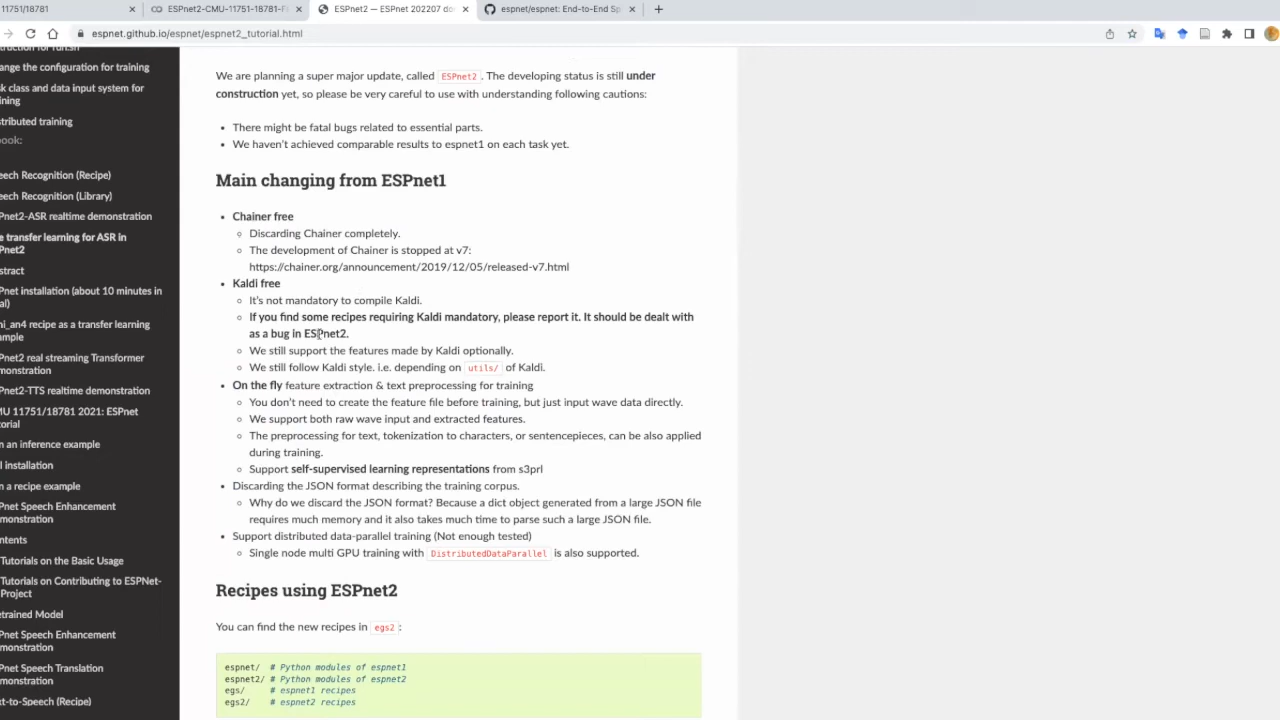 11751/18781
ESPnet2-CMU-11751-18781-Fa
ESPnet2 — ESPnet 202207 do
espnet/espnet: End-to-End Sp
espnet.github.io/espnet/espnet2_tutorial.html
ange the configuration for training
sk class and data input system for
ining
stributed training
book:
eech Recognition (Recipe)
eech Recognition (Library)
Pnet2-ASR realtime demonstration
e transfer learning for ASR in
Pnet2
stract
Pnet installation (about 10 minutes in
al)
ni_an4 recipe as a transfer learning
ample
Pnet2 real streaming Transformer
monstration
Pnet2-TTS realtime demonstration
MU 11751/18781 2021: ESPnet
torial
n an inference example
l installation
n a recipe example
Pnet Speech Enhancement
monstration
ntents
Tutorials on the Basic Usage
Tutorials on Contributing to ESPNet-
Project
etrained Model
Pnet Speech Enhancement
monstration
Pnet Speech Translation
monstration
xt-to-Speech (Recipe)
We are planning a super major update, called ESPnet2. The developing status is still under
construction yet, so please be very careful to use with understanding following cautions:
There might be fatal bugs related to essential parts.
We haven't achieved comparable results to espnet1 on each task yet.
Main changing from ESPnet1
Chainer free
Discarding Chainer completely.
The development of Chainer is stopped at v7:
https://chainer.org/announcement/2019/12/05/released-v7.html
Kaldi free
It's not mandatory to compile Kaldi.
If you find some recipes requiring Kaldi mandatory, please report it. It should be dealt with
as a bug in ESPnet2.
We still support the features made by Kaldi optionally.
We still follow Kaldi style. i.e. depending on utils/ of Kaldi.
On the fly feature extraction & text preprocessing for training
You don't need to create the feature file before training, but just input wave data directly.
We support both raw wave input and extracted features.
The preprocessing for text, tokenization to characters, or sentencepieces, can be also applied
during training.
Support self-supervised learning representations from s3prl
Discarding the JSON format describing the training corpus.
Why do we discard the JSON format? Because a dict object generated from a large JSON file
requires much memory and it also takes much time to parse such a large JSON file.
Support distributed data-parallel training (Not enough tested)
Single node multi GPU training with DistributedDataParallel is also supported.
Recipes using ESPnet2
You can find the new recipes in egs2 :
espnet/ # Python modules of espnet1
espnet2/ # Python modules of espnet2
egs/ # espnet1 recipes
egs2/ # espnet2 recipes